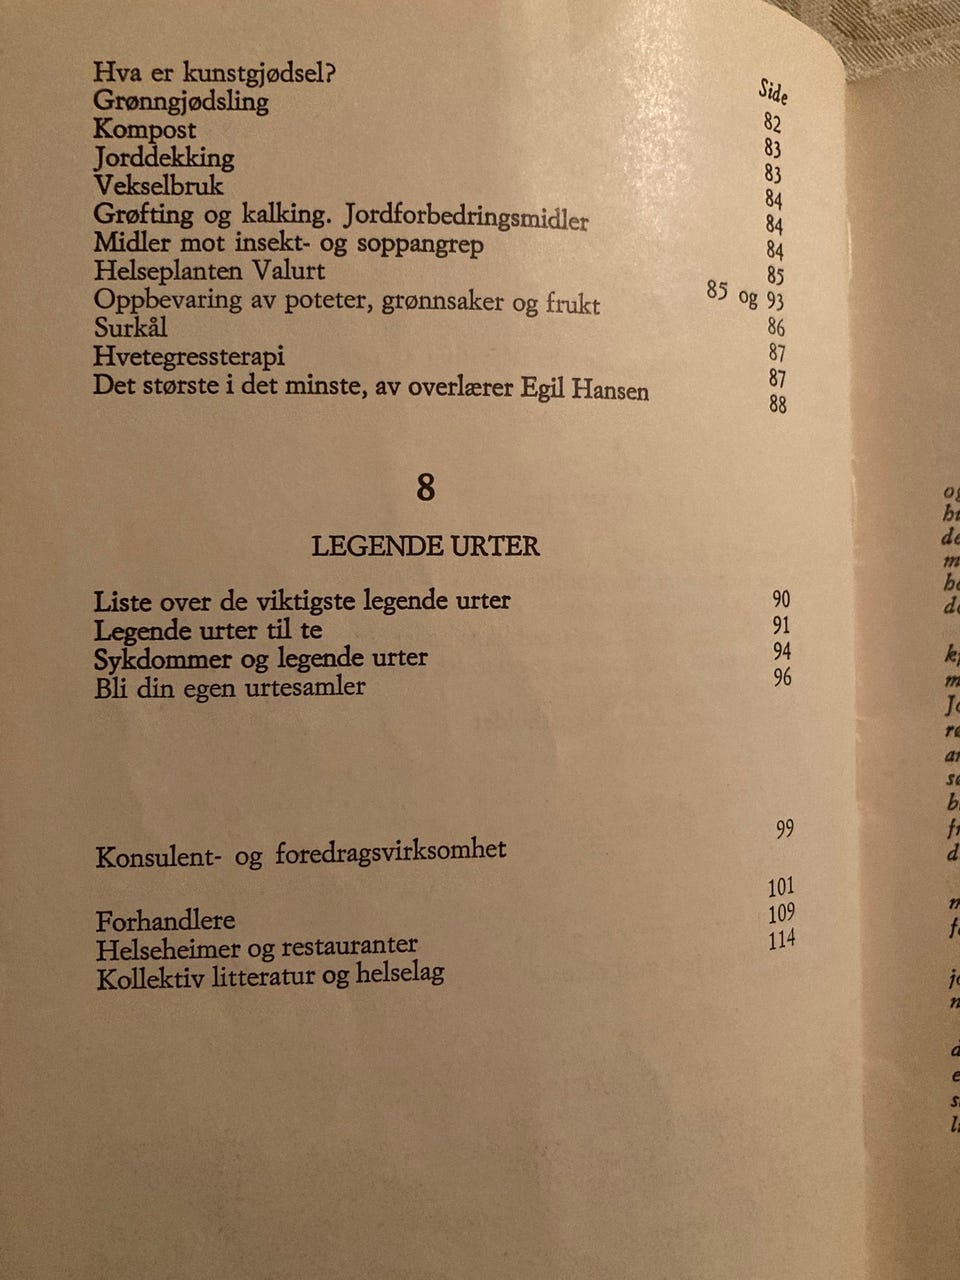 Side
Hva er kunstgjødsel? 82
Grønngjødsling 83
Kompost 83
Jorddekking 84
Vekselbruk 84
Grøfting og kalking. Jordforbedringsmidler 84
Midler mot insekt- og soppangrep 85
Helseplanten Valurt 85 og 93
Oppbevaring av poteter, grønnsaker og frukt 86
Surkål 87
Hvetegressterapi 87
Det største i det minste, av overlærer Egil Hansen 88
8
LEGENDE URTER
Liste over de viktigste legende urter 90
Legende urter til te 91
Sykdommer og legende urter 94
Bli din egen urtesamler 96
Konsulent- og foredragsvirksomhet 99
Forhandlere 101
Helseheimer og restauranter 109
Kollektiv litteratur og helselag 114